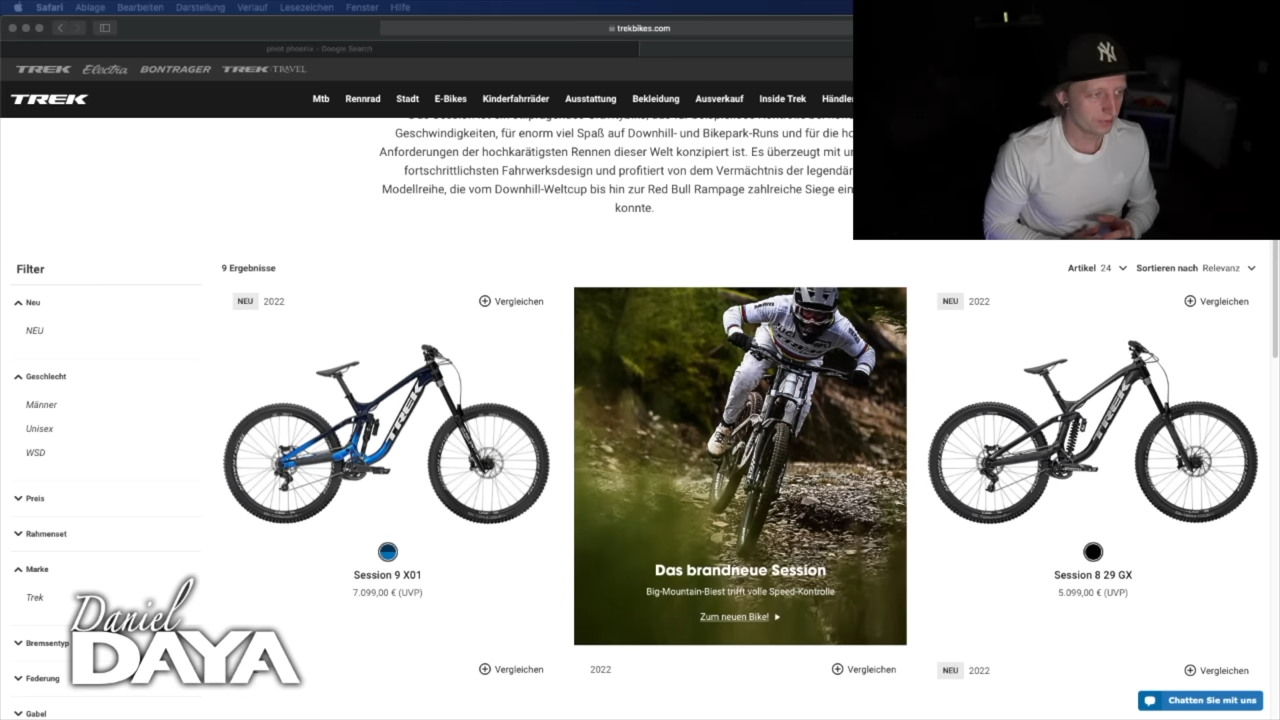 Safari Ablage Bearbeiten Darstellung Verlauf Lesezeichen Fenster Hilfe
trekbikes.com
pivot phoenix - Google Search
TREK Electra BONTRAGER TREK TRAVEL
TREK Mtb Rennrad Stadt E-Bikes Kinderfahrräder Ausstattung Bekleidung Ausverkauf Inside Trek Händle
Geschwindigkeiten, für enorm viel Spaß auf Downhill- und Bikepark-Runs und für die ho
Anforderungen der hochkarätigsten Rennen dieser Welt konzipiert ist. Es überzeugt mit u
fortschrittlichsten Fahrwerksdesign und profitiert von dem Vermächtnis der legendär
Modellreihe, die vom Downhill-Weltcup bis hin zur Red Bull Rampage zahlreiche Siege ein
konnte.
NY
Filter
9 Ergebnisse
Artikel 24 Sortieren nach Relevanz
Neu
NEU
Geschlecht
Männer
Unisex
WSD
Preis
Rahmenset
Marke
Trek
Bremsentyp
Federung
Gabel
NEU 2022 Vergleichen
TREK
Session 9 X01
7.099,00 € (UVP)
Das brandneue Session
Big-Mountain-Biest trifft volle Speed-Kontrolle
Zum neuen Bike!
NEU 2022 Vergleichen
TREK
Session 8 29 GX
5.099,00 € (UVP)
Vergleichen
2022 Vergleichen
NEU 2022 Vergleichen
Daniel
DAYA
Chatten Sie mit uns